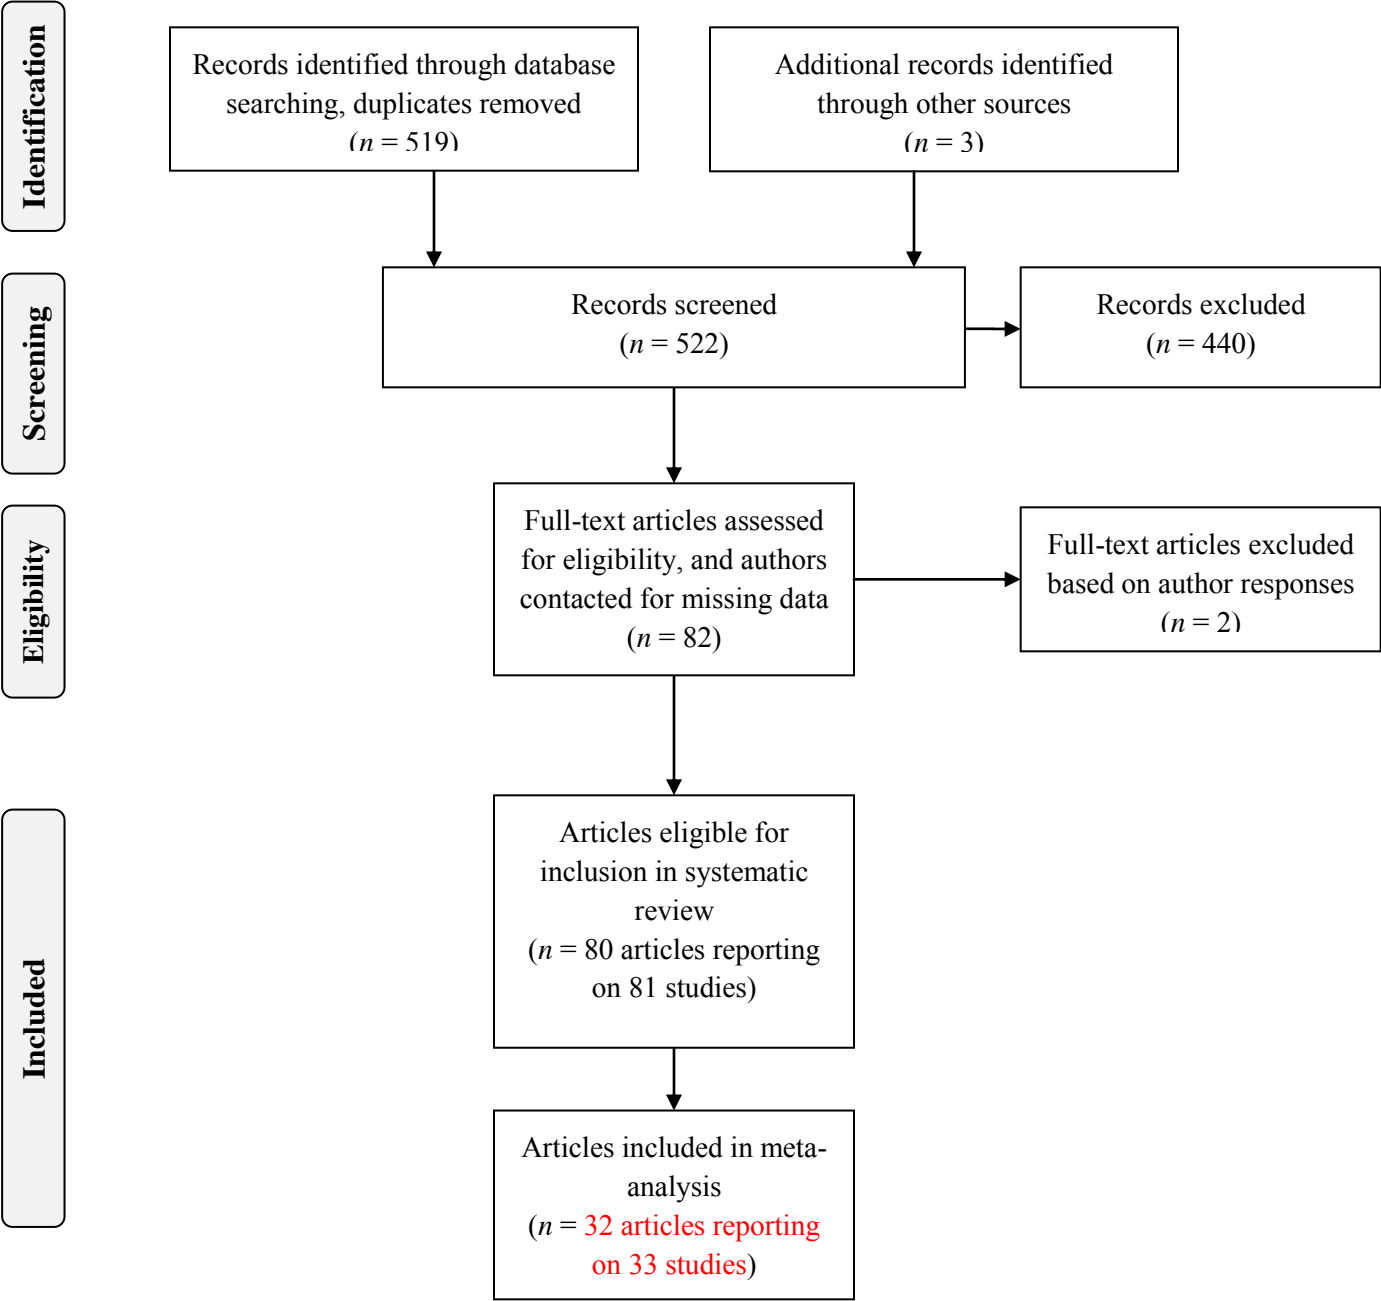 Identification
Records identified through database
searching, duplicates removed
(n = 519)
Additional records identified
through other sources
(n = 3)
Screening
Records screened
(n = 522)
Records excluded
(n = 440)
Eligibility
Full-text articles assessed
for eligibility, and authors
contacted for missing data
(n = 82)
Full-text articles excluded
based on author responses
(n = 2)
Included
Articles eligible for
inclusion in systematic
review
(n = 80 articles reporting
on 81 studies)
Articles included in meta-
analysis
(n = 32 articles reporting
on 33 studies)